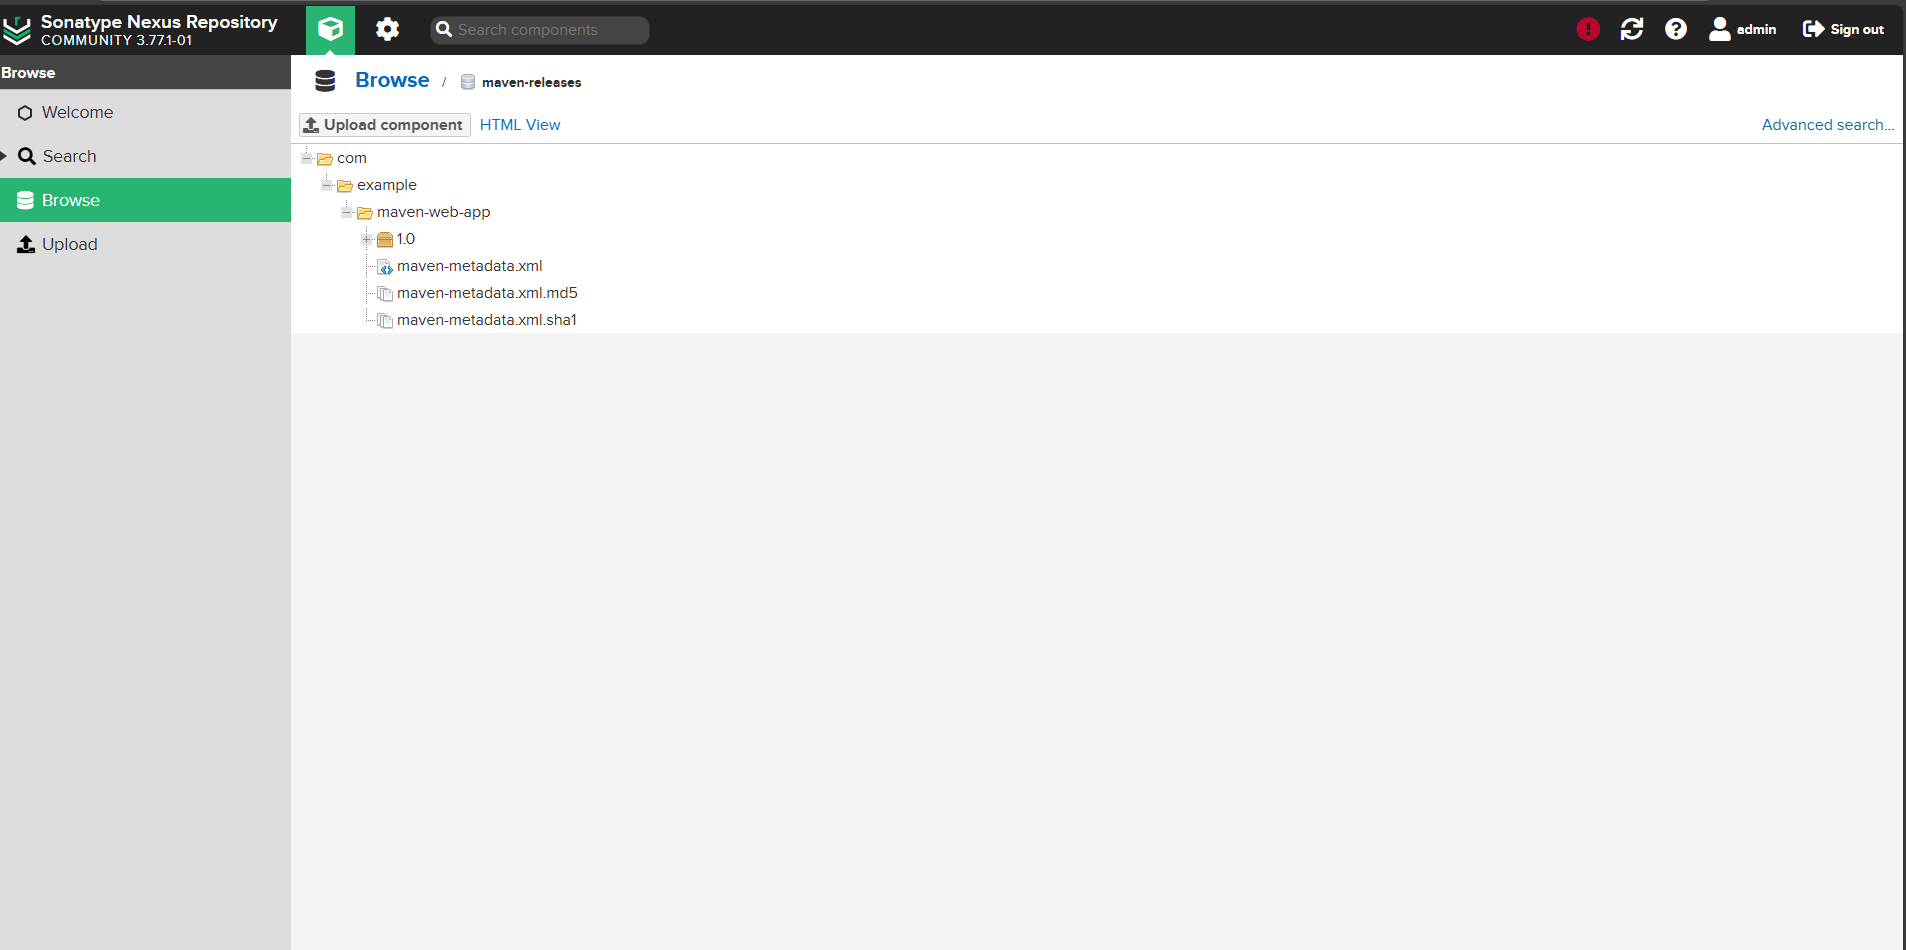 Sonatype Nexus Repository
COMMUNITY 3.77.1-01
Search components
admin
Sign out
Browse
Welcome
Search
Browse
Upload
Browse / maven-releases
Upload component HTML View Advanced search...
com
example
maven-web-app
1.0
maven-metadata.xml
maven-metadata.xml.md5
maven-metadata.xml.sha1